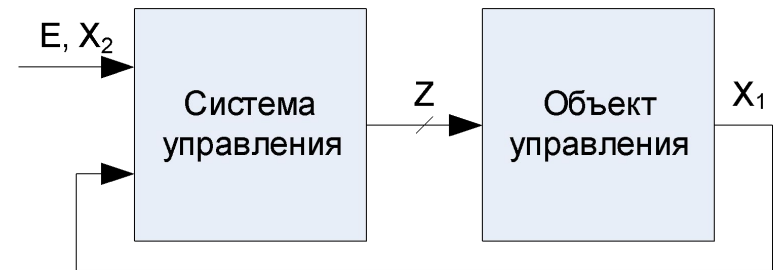 E, X₂
Система
управления
Z
Объект
управления
X₁